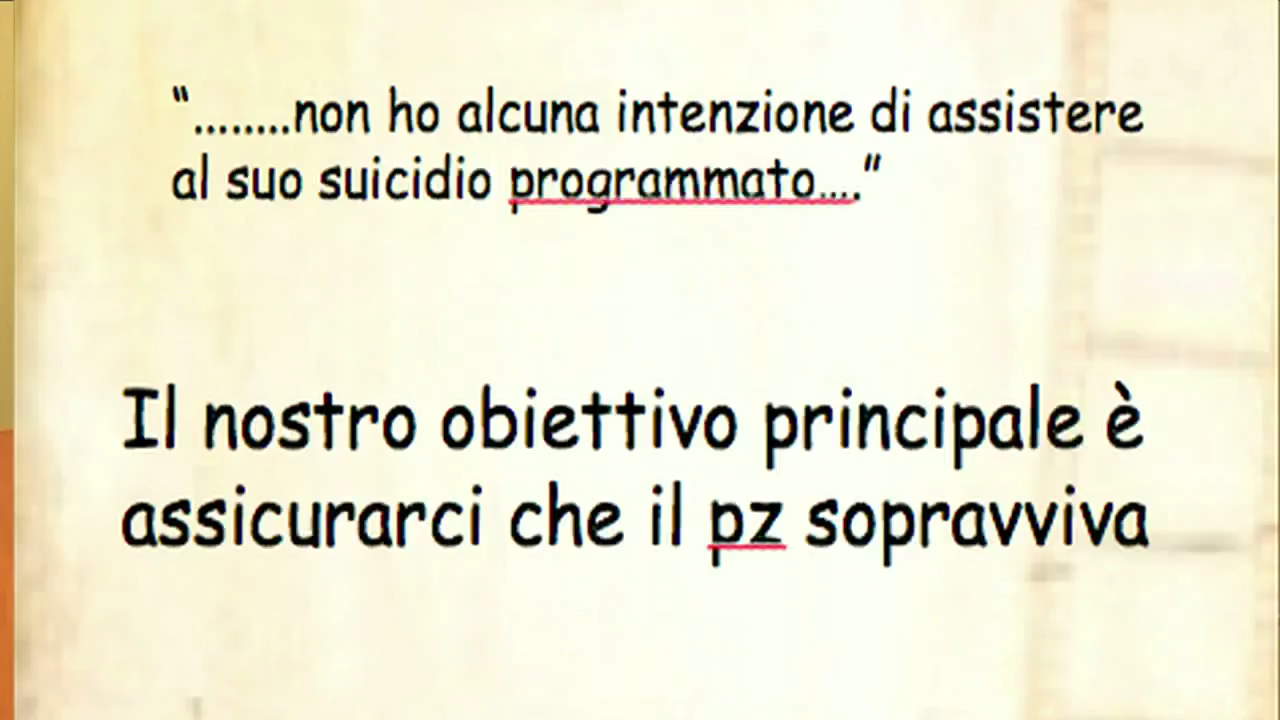 “........non ho alcuna intenzione di assistere
al suo suicidio programmato….”
Il nostro obiettivo principale è
assicurarci che il pz sopravviva